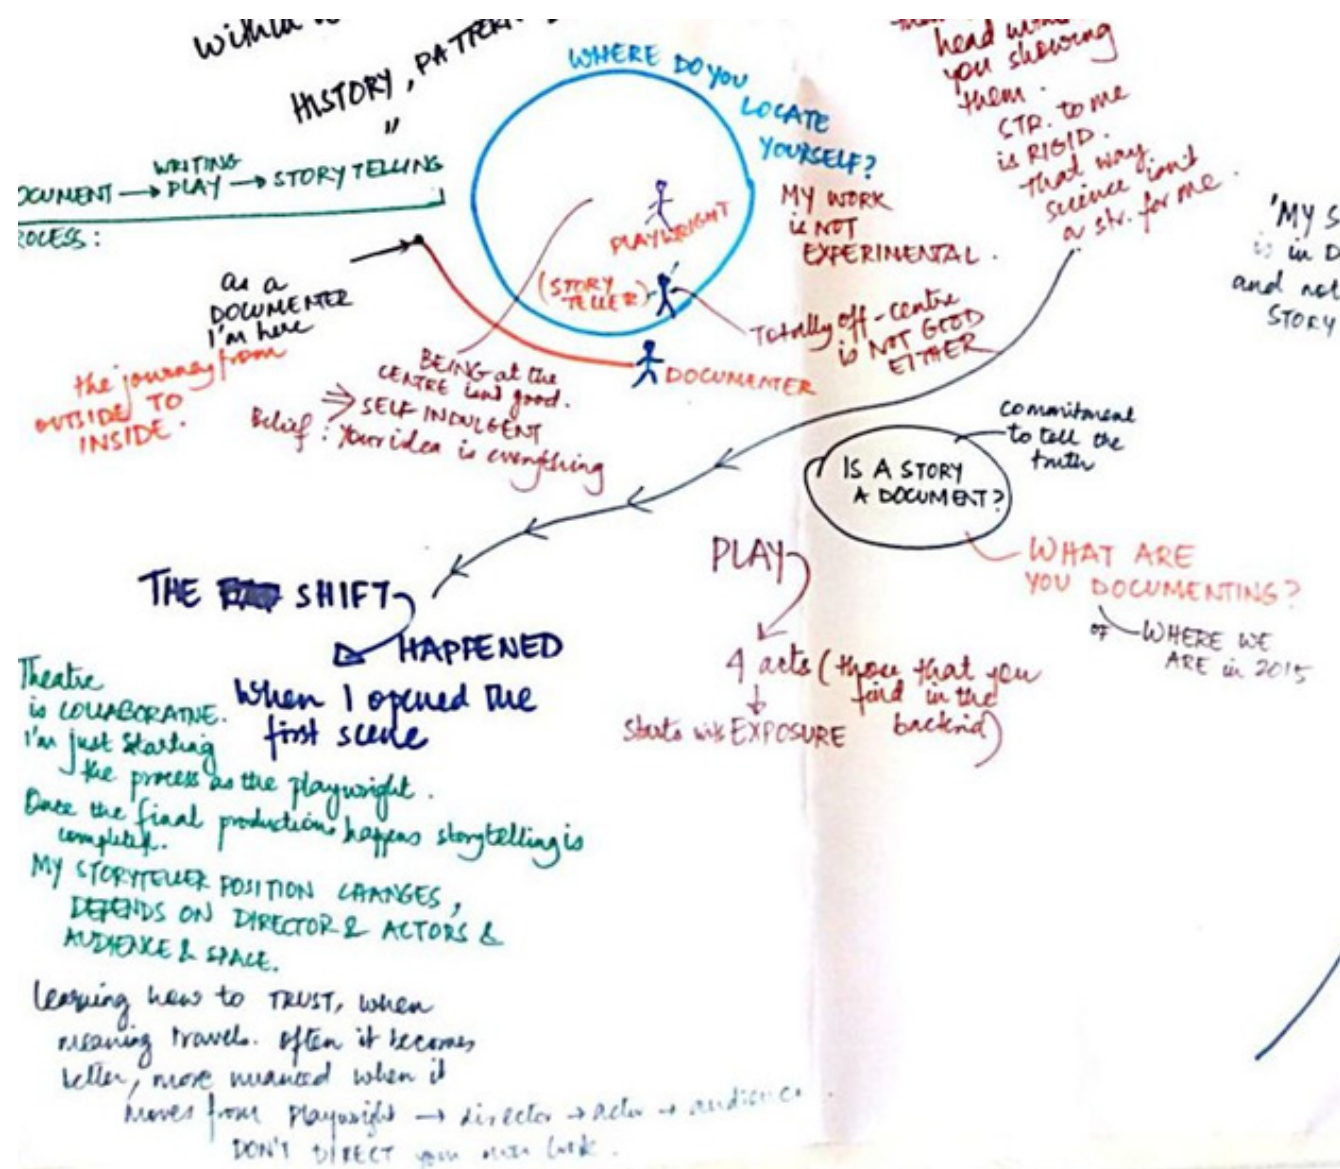 HISTORY, PATTERN
"
WHERE DO YOU
LOCATE
YOURSELF?
head
you showing
them.
STR. to me
is RIGID.
That way
science isn't
a str. for me.
OCUMENT → WRITING
PLAY → STORYTELLING
OCESS:
as a
DOCUMENTER
I'm here
the journey from
OUTSIDE TO
INSIDE.
PLAYWRIGHT
(STORY
TELLER)
DOCUMENTER
MY WORK
is NOT
EXPERIMENTAL.
Totally off-centre
is NOT GOOD
EITHER
BEING at the
CENTRE isn't good.
⇒ SELF INDULGENT
Belief: Your idea is everything
'MY S
is in D
and not
STORY
commitment
to tell the
truth
IS A STORY
A DOCUMENT?
WHAT ARE
YOU DOCUMENTING?
of WHERE WE
ARE in 2015
PLAY
4 acts (those that you
find in the
)
Starts with EXPOSURE
THE SHIFT
HAPPENED
When I opened the
first scene
Theatre
is COLLABORATIVE.
I'm just starting
the process as the playwright.
Once the final production happens storytelling is
completed.
MY STORYTELLER POSITION CHANGES,
DEPENDS ON DIRECTOR & ACTORS &
AUDIENCE & SPACE.
Learning how to TRUST, when
meaning travels. Often it becomes
better, more nuanced when it
moves from playwright → director → actor → audience.
DON'T DIRECT your own work.